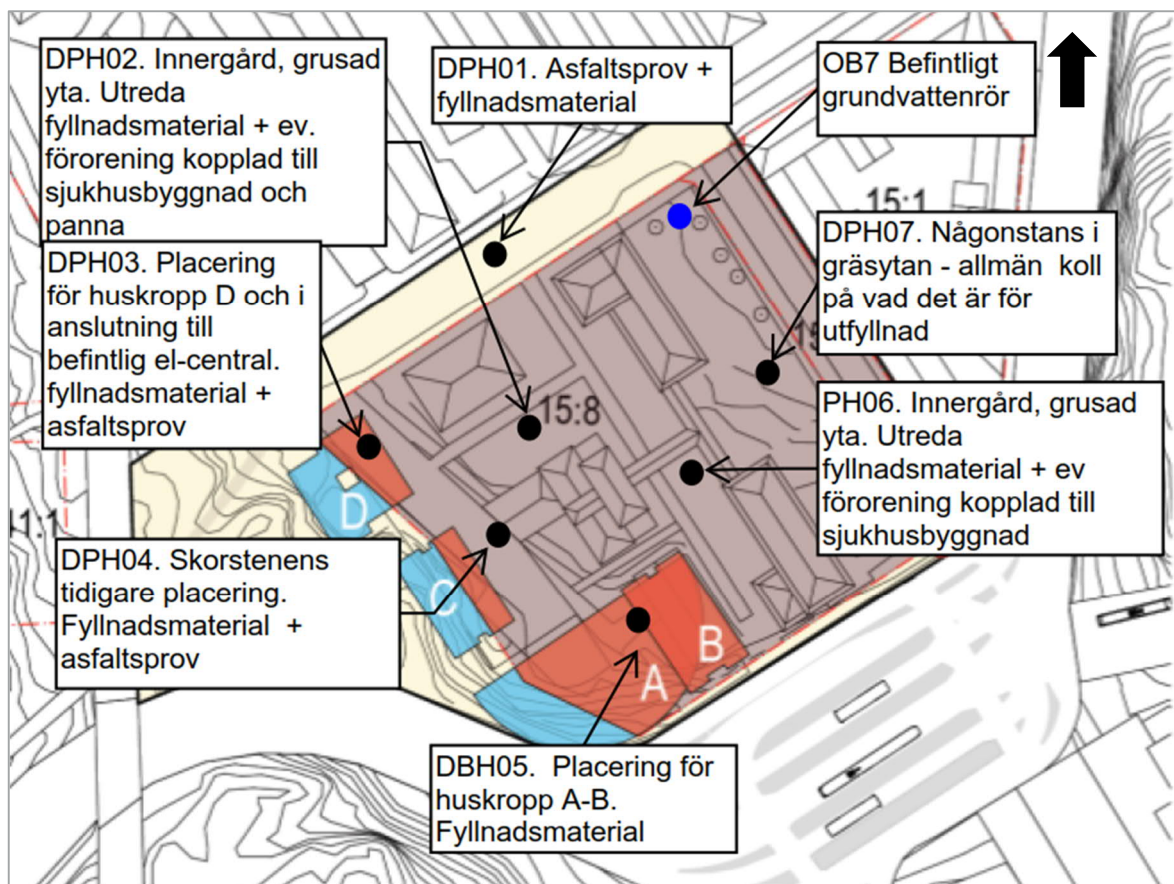 DPH02. Innergård, grusad
yta. Utreda
fyllnadsmaterial + ev.
förorening kopplad till
sjukhusbyggnad och
panna
DPH01. Asfaltsprov +
fyllnadsmaterial
OB7 Befintligt
grundvattenrör
15:1
DPH03. Placering
för huskropp D och i
anslutning till
befintlig el-central.
fyllnadsmaterial +
asfaltsprov
DPH07. Någonstans i
gräsytan - allmän koll
på vad det är för
utfyllnad
15:8
PH06. Innergård, grusad
yta. Utreda
fyllnadsmaterial + ev
förorening kopplad till
sjukhusbyggnad
D
C
B
A
DPH04. Skorstenens
tidigare placering.
Fyllnadsmaterial +
asfaltsprov
DBH05. Placering för
huskropp A-B.
Fyllnadsmaterial